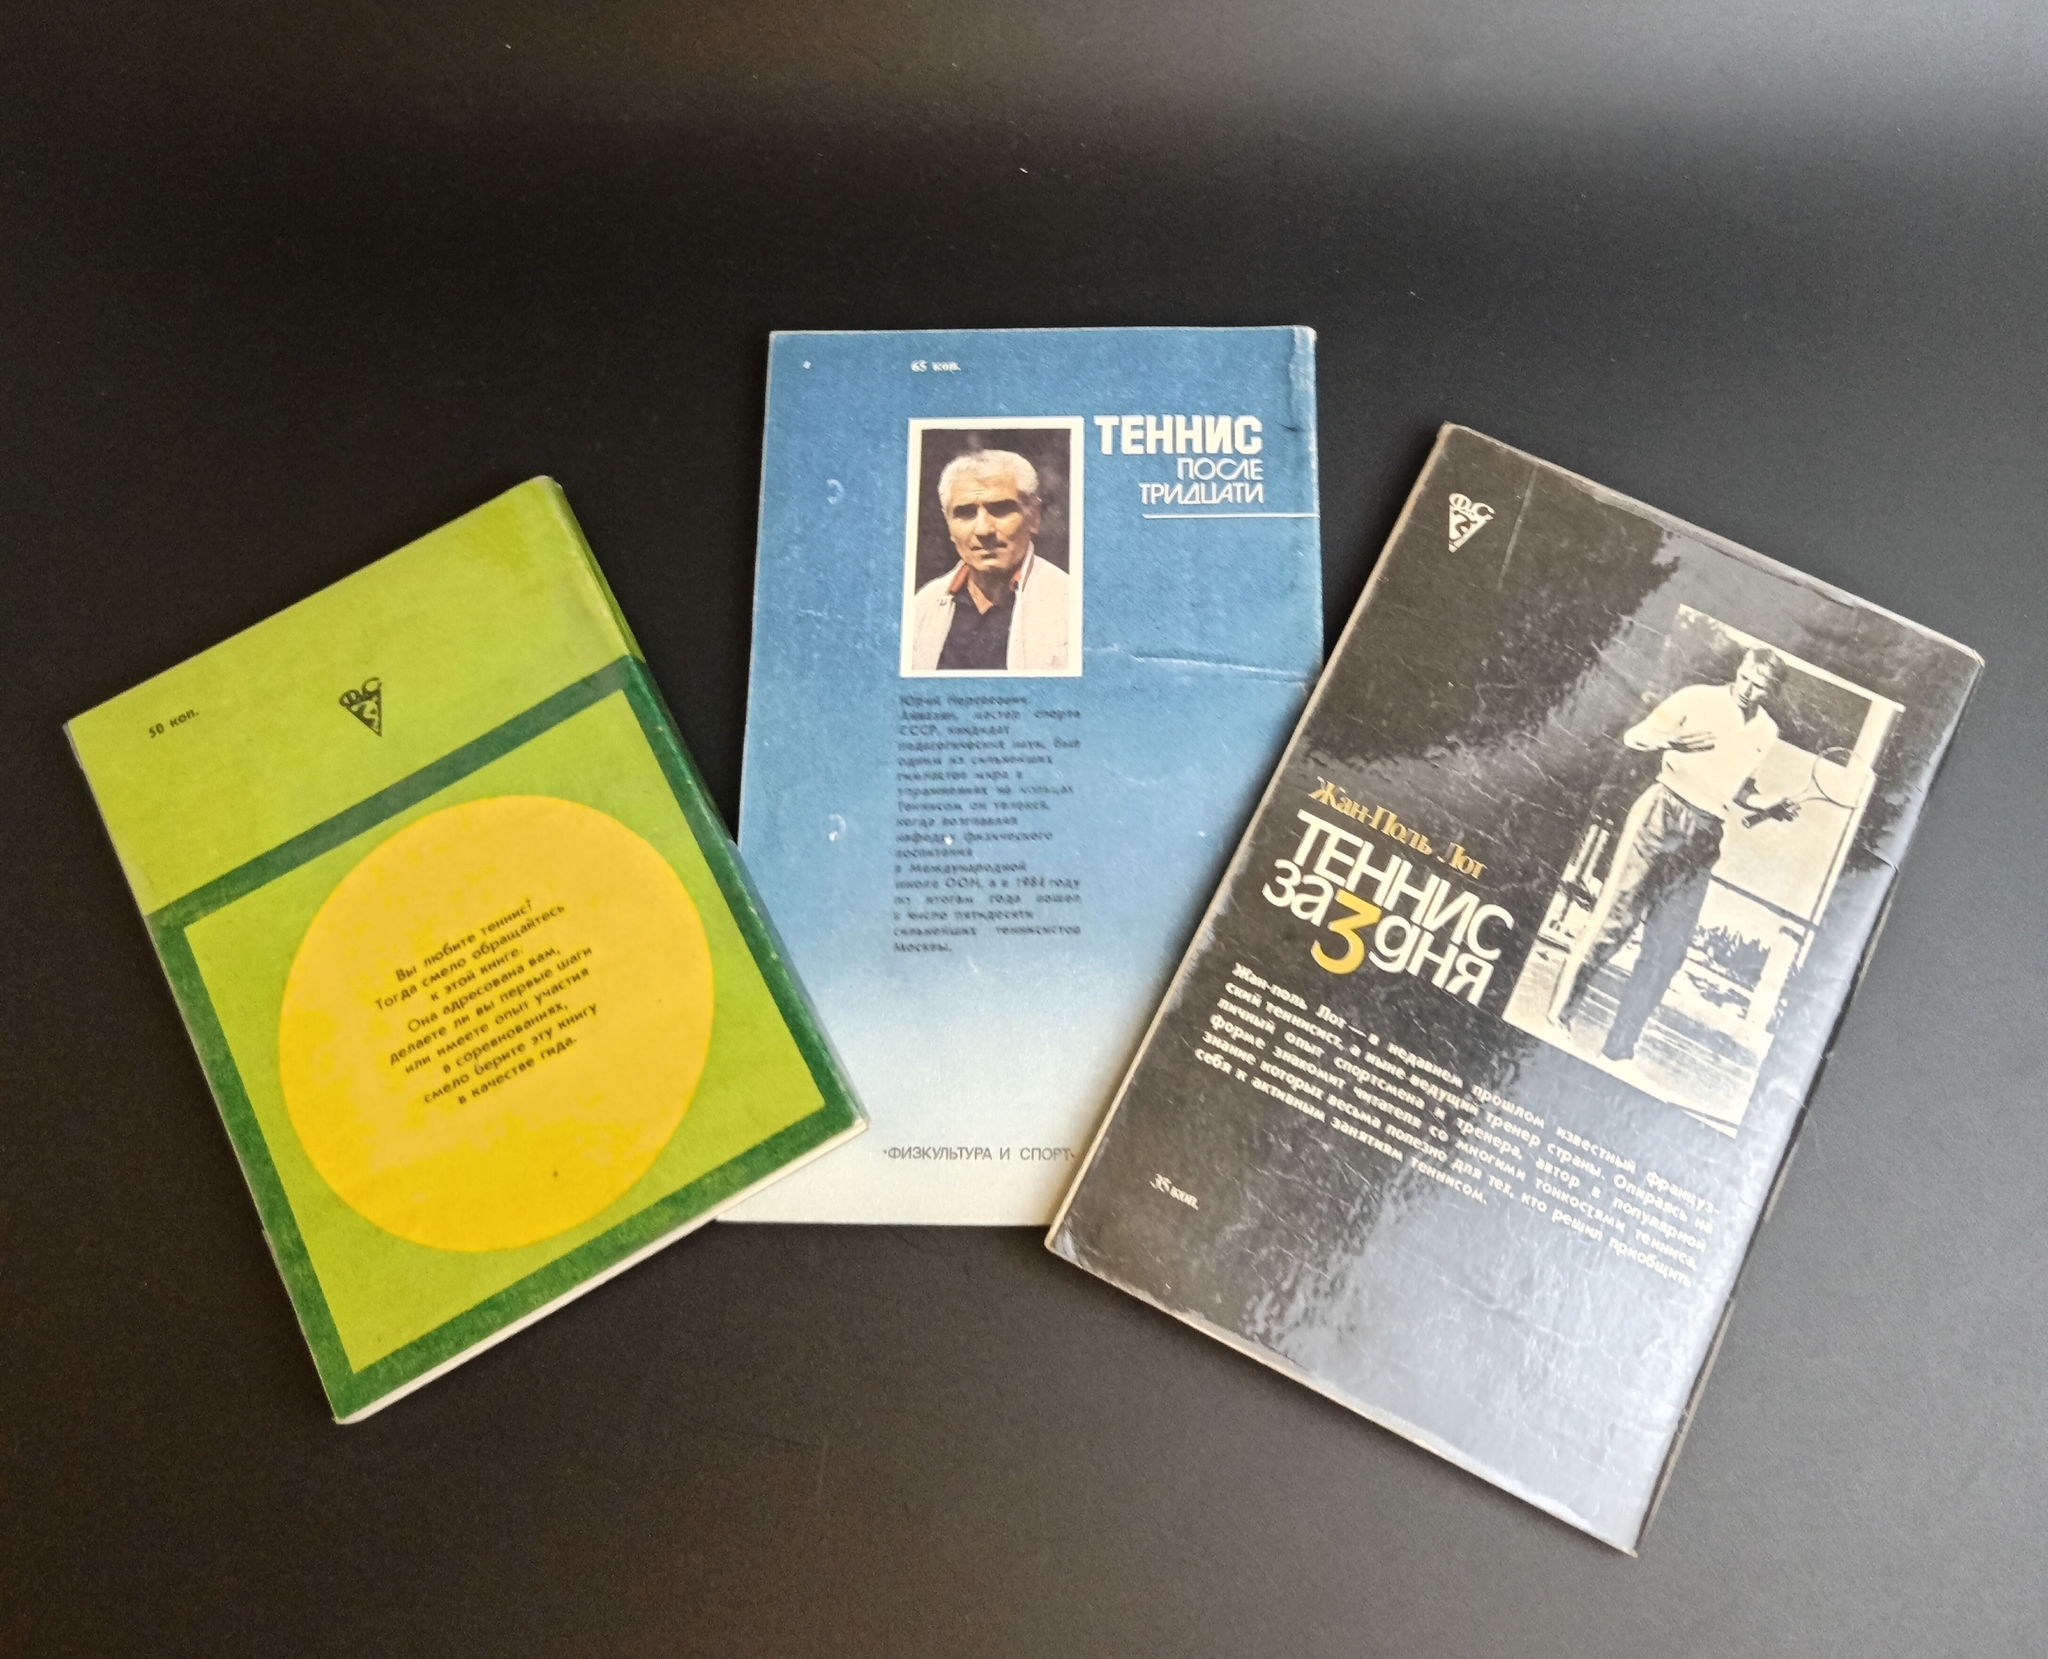 50 коп.
ФиС
Вы любите теннис?
Тогда смело обращайтесь
к этой книге.
Она адресована вам,
делаете ли вы первые шаги
или имеете опыт участия
в соревнованиях,
смело берите эту книгу
в качестве гида.
65 коп.
ТЕННИС
ПОСЛЕ
ТРИДЦАТИ
Юрий Нерсесович
Айвазян, мастер спорта
СССР, кандидат
педагогических наук, был
одним из сильнейших
гимнастов мира в
упражнениях на кольцах
Теннисом он увлекся,
когда возглавлял
кафедру физического
воспитания
в Международной
школе ООН, а в 1984 году
по итогам года вошел
в число пятидесяти
сильнейших теннисистов
Москвы.
«ФИЗКУЛЬТУРА И СПОРТ»
ФиС
Жан-Поль Лот
ТЕННИС
за 3 дня
Жан-поль Лот — в недавнем прошлом известный француз-
ский теннисист, а ныне ведущий тренер страны. Опираясь на
личный опыт спортсмена и тренера, автор в популярной
форме знакомит читателя со многими тонкостями тенниса,
знание которых весьма полезно для тех, кто решил приобщить
себя к активным занятиям теннисом.
35 коп.